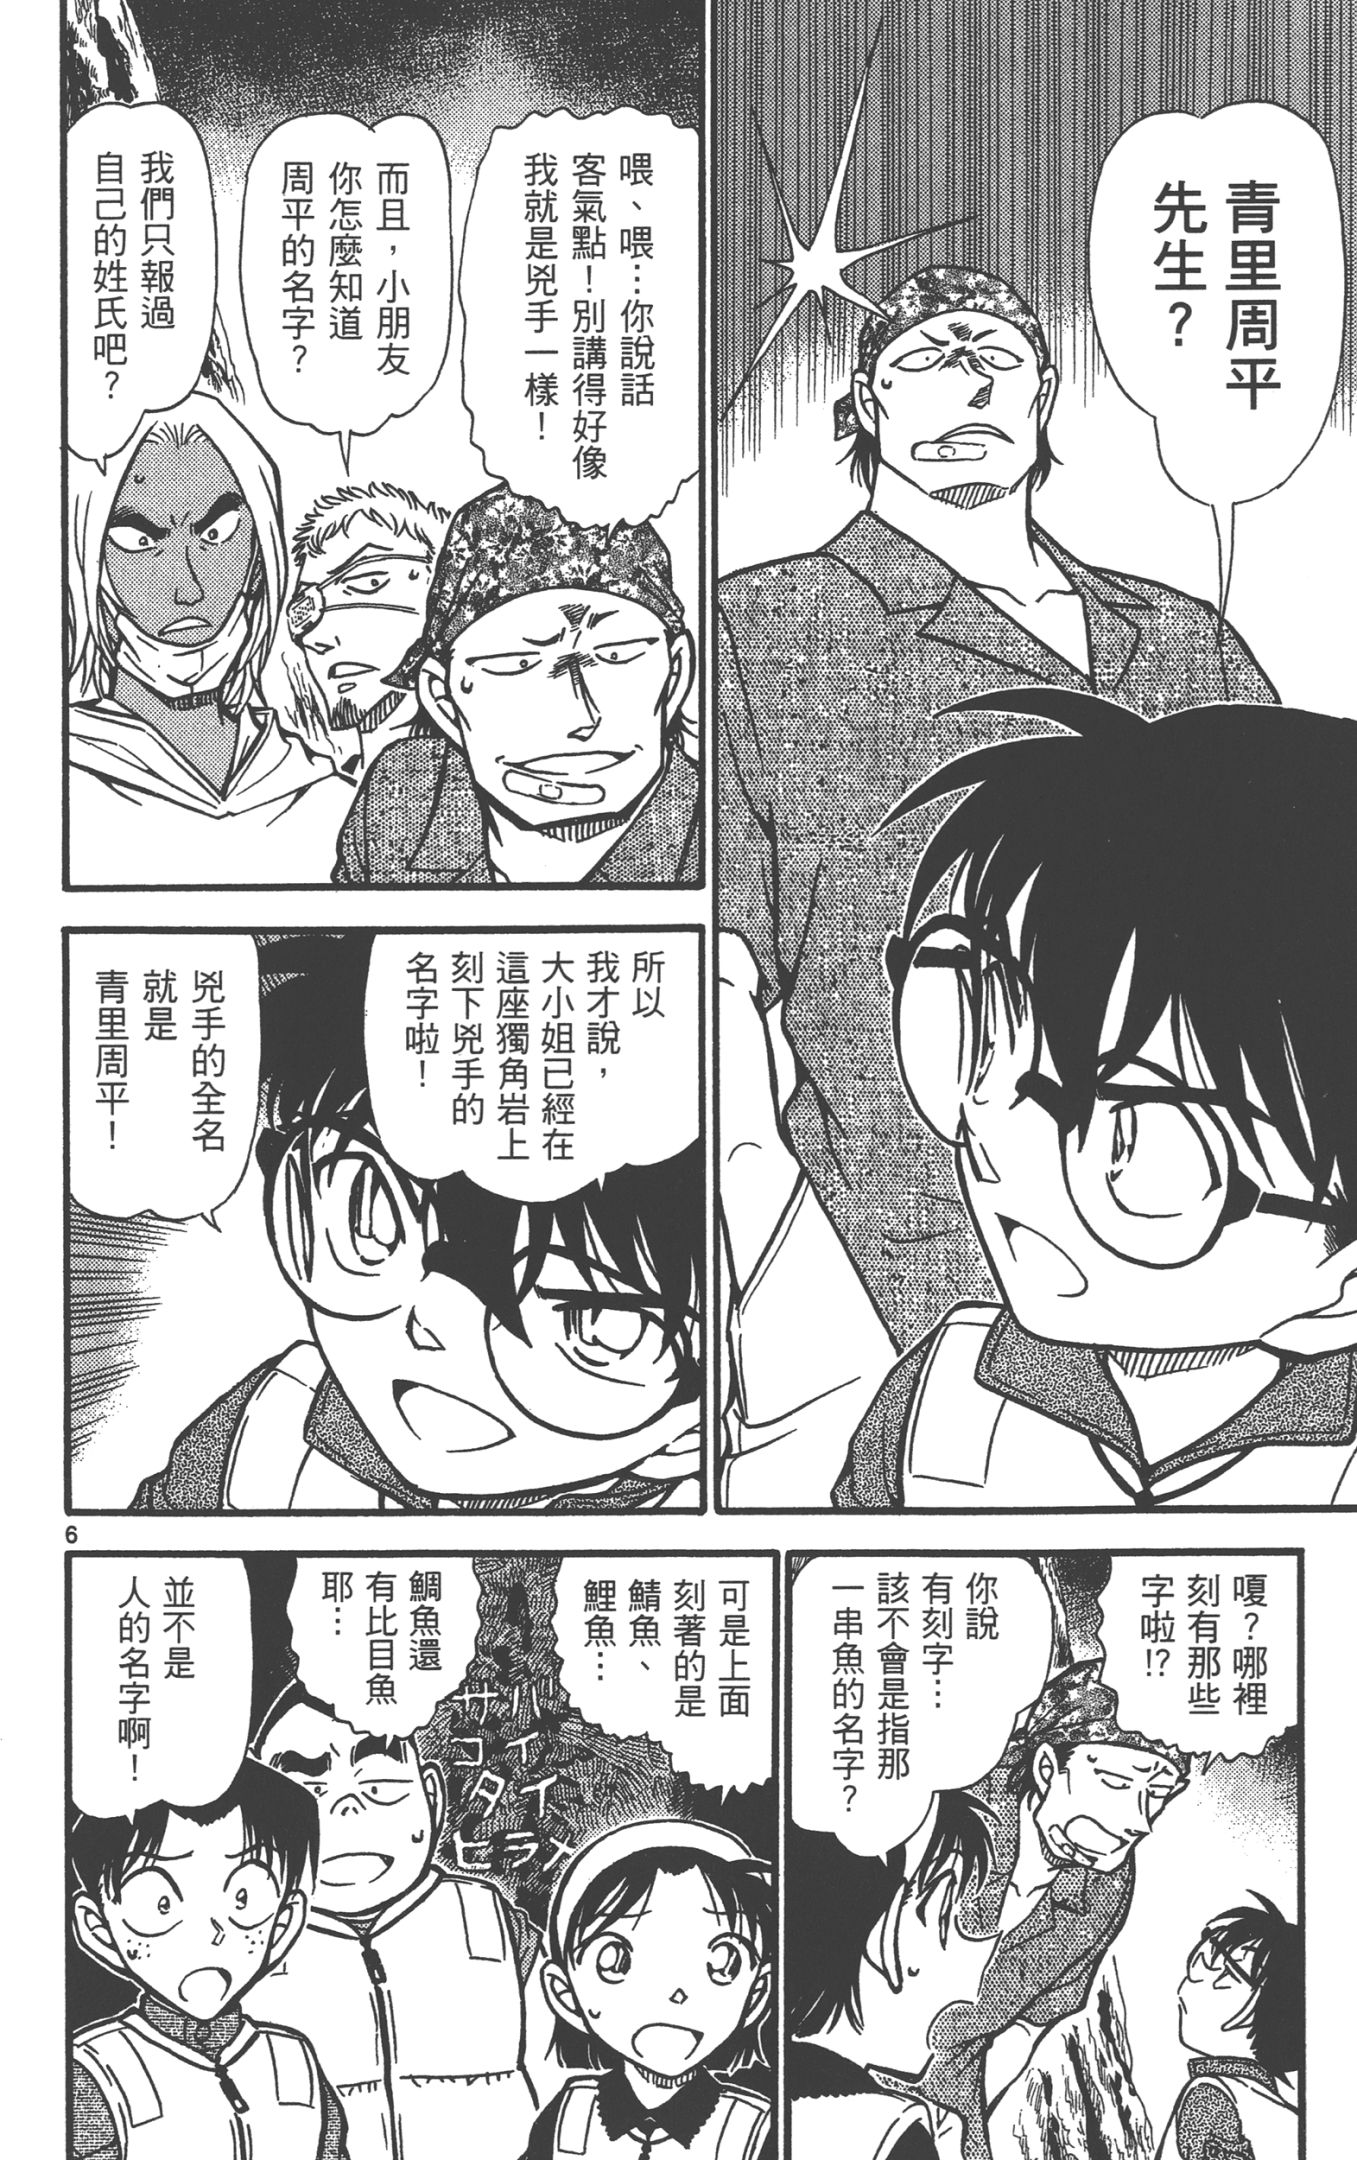 青里周平
先生？
喂、喂…你說話
客氣點！別講得好像
我就是兇手一樣！
而且，小朋友
你怎麼知道
周平的名字？
我們只報過
自己的姓氏吧？
所以
我才說，
大小姐已經在
這座獨角岩上
刻下兇手的
名字啦！
兇手的全名
就是
青里周平！
6
嗄？哪裡
刻有那些
字啦!?
你說
有刻字…
該不會是指那
一串魚的名字？
可是上面
刻著的是
鯖魚、
鯉魚…
鯛魚還
有比目魚
耶…
サバ
コイ
タイ
ヒラメ
並不是
人的名字啊！